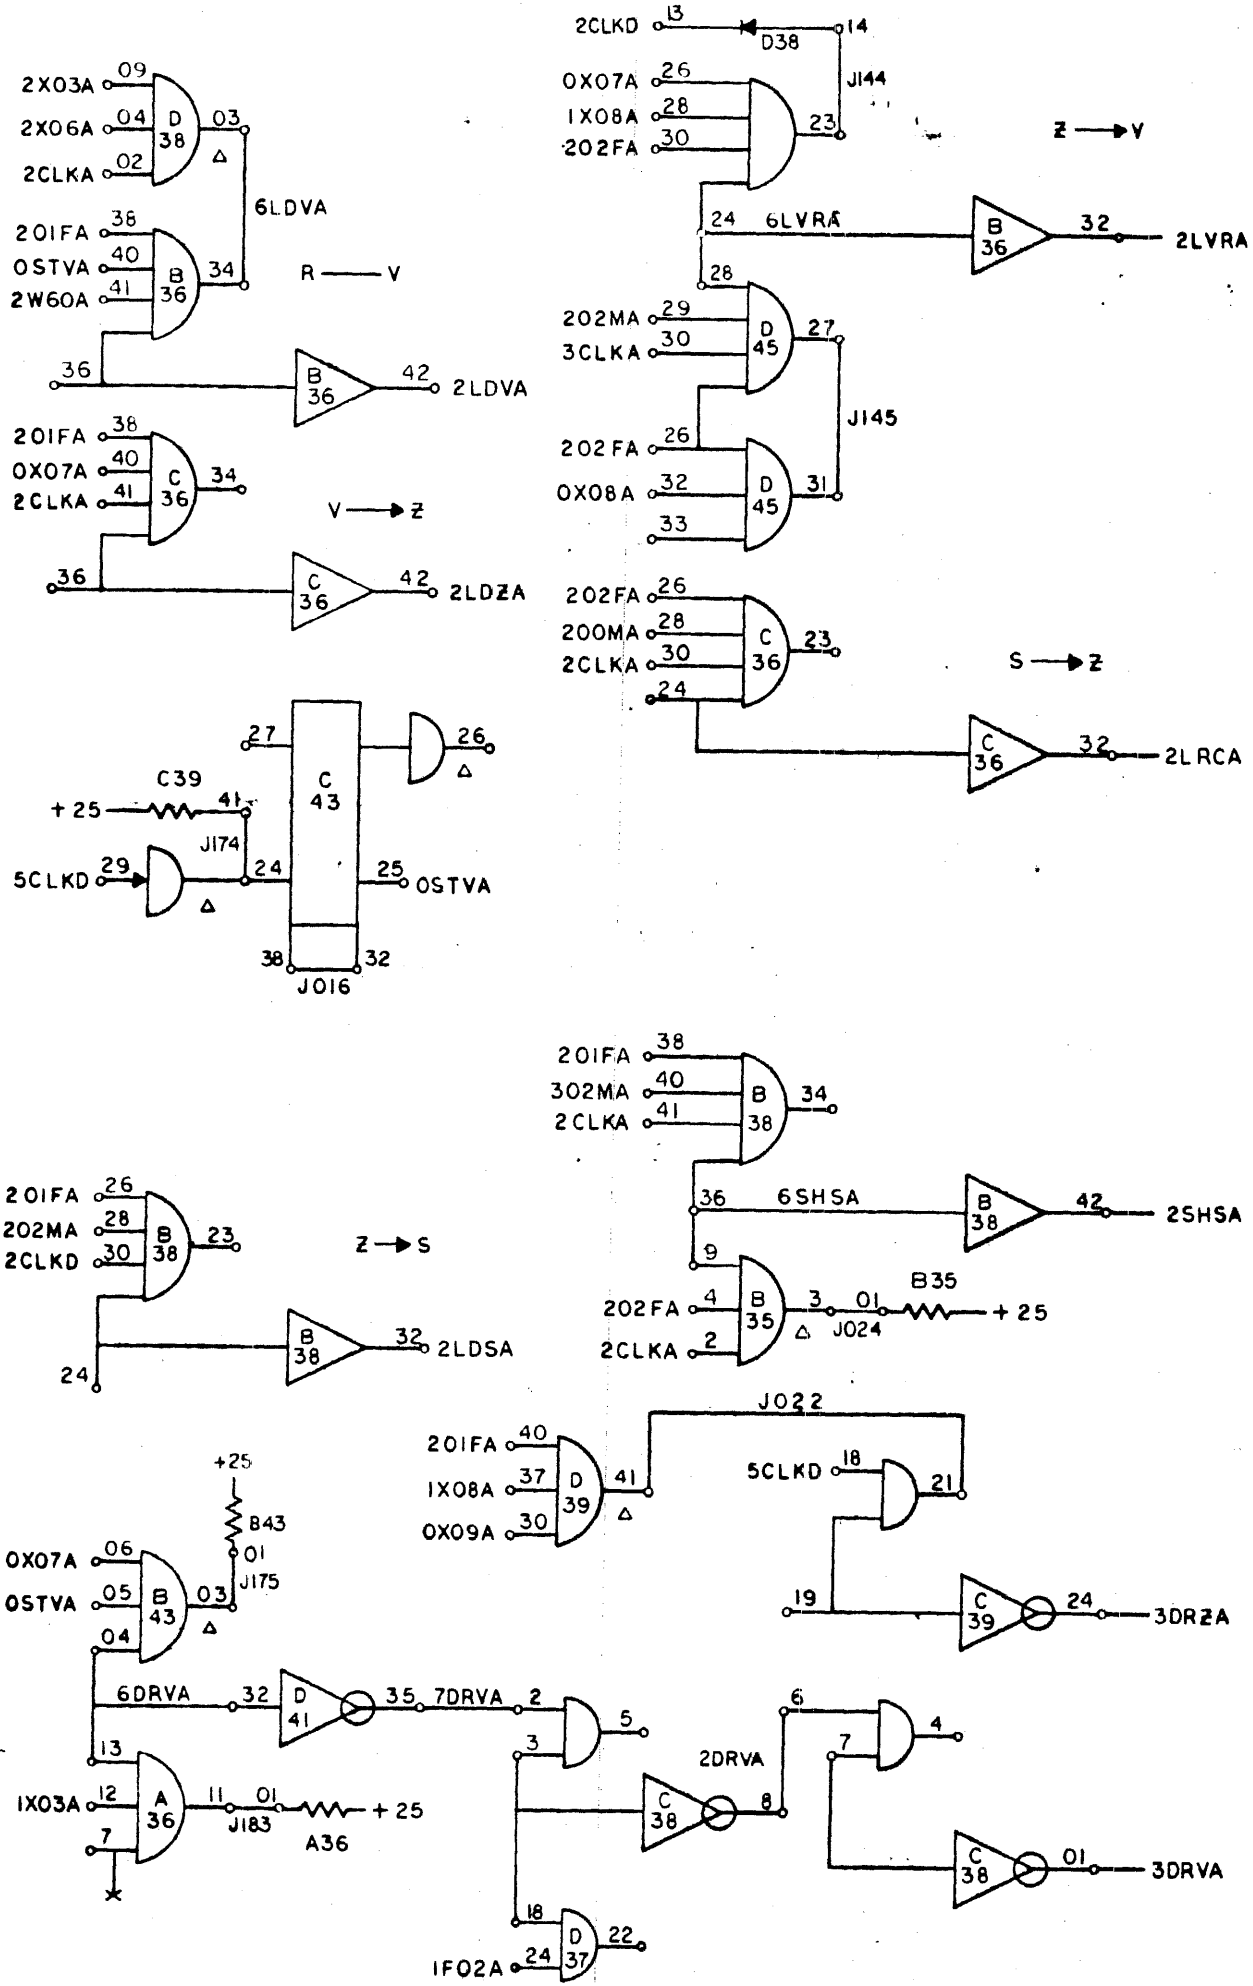 2CLKD 13 14
D38
J144
0X07A 26
1X08A 28 23
202FA 30
Z V
24 6LVRA B 36 32 2LVRA
28
202MA 29 D 45 27
3CLKA 30
J145
202FA 26
0X08A 32 D 45 31
33
202FA 26
200MA 28 C 36 23
2CLKA 30
24
S Z
C 36 32 2LRCA
2X03A 09
2X06A 04 D 38 03
Δ
2CLKA 02
6LDVA
201FA 38
0STVA 40 B 36 34
2W60A 41
R V
36 B 36 42 2LDVA
201FA 38
0X07A 40 C 36 34
2CLKA 41
V Z
36 C 36 42 2LDZA
27 C 43 26
Δ
C39
+25 41
J174
5CLKD 29 24 25 0STVA
Δ
38 32
J016
201FA 38
302MA 40 B 38 34
2CLKA 41
36 6SHSA B 38 42 2SHSA
9
202FA 4 B 35 3 01 B35 +25
Δ J024
2CLKA 2
201FA 26
202MA 28 B 38 23
2CLKD 30
Z S
B 38 32 2LDSA
24
J022
201FA 40
1X08A 37 D 39 41
Δ
0X09A 30
5CLKD 18 21
19 C 39 24 3DRZA
+25
B43
01
J175
0X07A 06
0STVA 05 B 43 03
Δ
04
6DRVA 32 D 41 35 7DRVA 2 5
3
13
1X03A 12 A 36 11 01 +25
J183 A36
7
2DRVA
C 38 8
6
7 4
C 38 01 3DRVA
18 D 37 22
1F02A 24